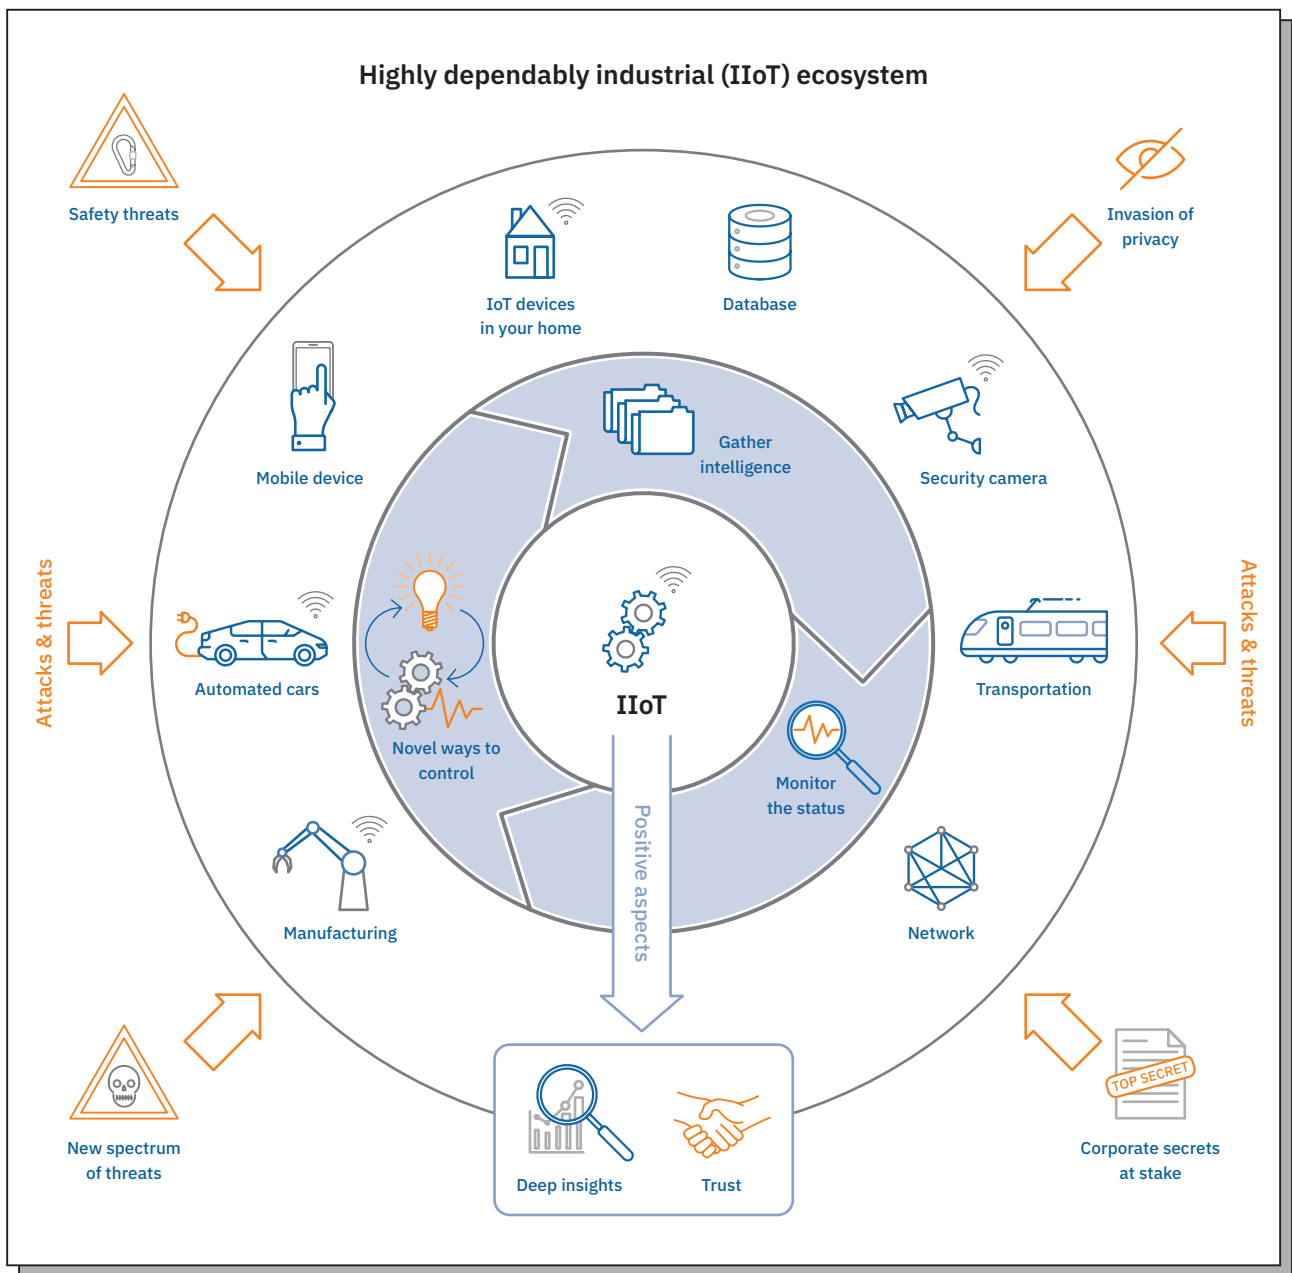 Highly dependably industrial (IIoT) ecosystem
Safety threats
Invasion of
privacy
IoT devices
in your home
Database
Mobile device
Gather
intelligence
Security camera
Attacks & threats
Automated cars
Novel ways to
control
IIoT
Monitor
the status
Transportation
Attacks & threats
Manufacturing
Positive aspects
Network
New spectrum
of threats
Deep insights
Trust
TOP SECRET
Corporate secrets
at stake